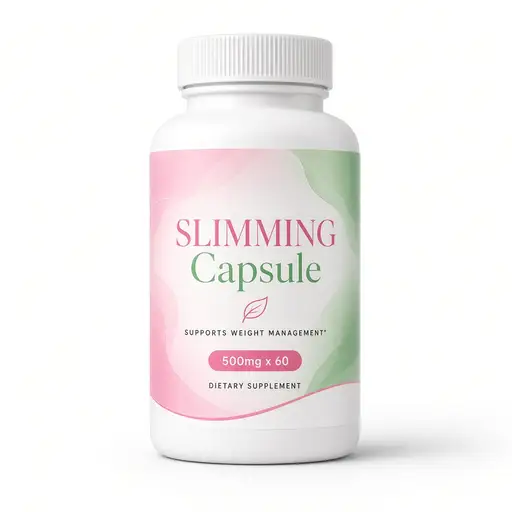 SLIMMING
Capsule
SUPPORTS WEIGHT MANAGEMENT*
500mg x 60
DIETARY SUPPLEMENT